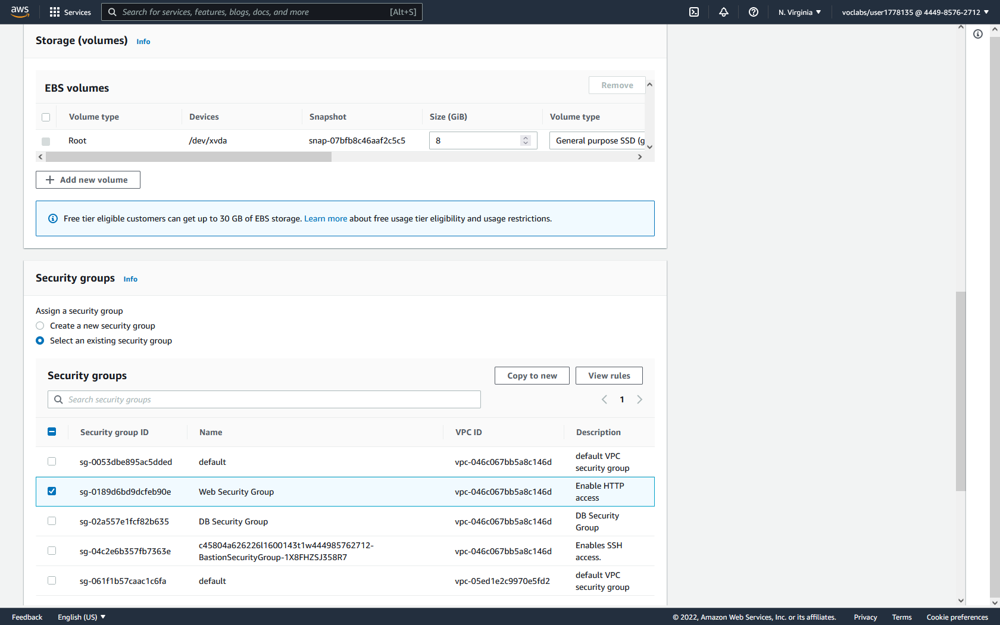 aws Services Search for services, features, blogs, docs, and more [Alt+S] N. Virginia voclabs/user1778135 @ 4449-8576-2712
Storage (volumes) Info
EBS volumes Remove
Volume type Devices Snapshot Size (GiB) Volume type
Root /dev/xvda snap-07bfb8c46aaf2c5c5 8 General purpose SSD (g
Add new volume
Free tier eligible customers can get up to 30 GB of EBS storage. Learn more about free usage tier eligibility and usage restrictions.
Security groups Info
Assign a security group
Create a new security group
Select an existing security group
Security groups Copy to new View rules
Search security groups 1
Security group ID Name VPC ID Description
sg-0053dbe895ac5dded default vpc-046c067bb5a8c146d default VPC
security group
sg-0189d6bd9dcfeb90e Web Security Group vpc-046c067bb5a8c146d Enable HTTP
access
sg-02a557e1fcf82b635 DB Security Group vpc-046c067bb5a8c146d DB Security
Group
sg-04c2e6b357fb7363e c45804a626226l1600143t1w444985762712-
BastionSecurityGroup-1X8FHZSJ358R7 vpc-046c067bb5a8c146d Enables SSH
access.
sg-061f1b57caac1c6fa default vpc-05ed1e2c9970e5fd2 default VPC
security group
Feedback English (US) © 2022, Amazon Web Services, Inc. or its affiliates. Privacy Terms Cookie preferences